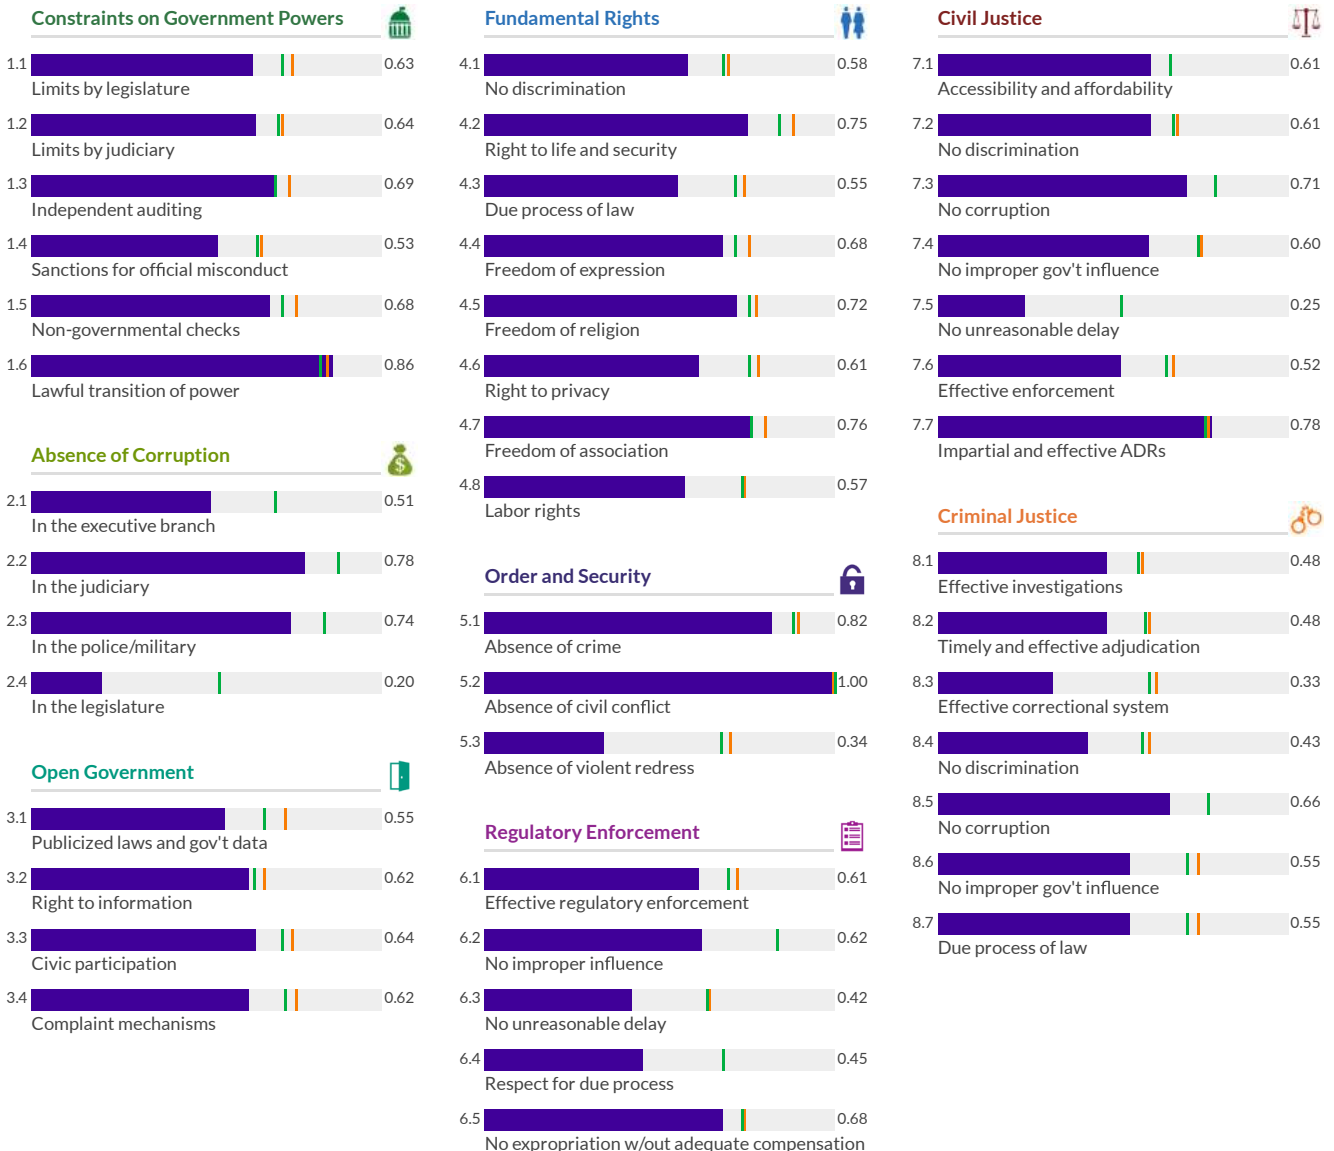 Constraints on Government Powers
1.1 0.63
Limits by legislature
1.2 0.64
Limits by judiciary
1.3 0.69
Independent auditing
1.4 0.53
Sanctions for official misconduct
1.5 0.68
Non-governmental checks
1.6 0.86
Lawful transition of power
Absence of Corruption
$
2.1 0.51
In the executive branch
2.2 0.78
In the judiciary
2.3 0.74
In the police/military
2.4 0.20
In the legislature
Open Government
3.1 0.55
Publicized laws and gov't data
3.2 0.62
Right to information
3.3 0.64
Civic participation
3.4 0.62
Complaint mechanisms
Fundamental Rights
4.1 0.58
No discrimination
4.2 0.75
Right to life and security
4.3 0.55
Due process of law
4.4 0.68
Freedom of expression
4.5 0.72
Freedom of religion
4.6 0.61
Right to privacy
4.7 0.76
Freedom of association
4.8 0.57
Labor rights
Order and Security
5.1 0.82
Absence of crime
5.2 1.00
Absence of civil conflict
5.3 0.34
Absence of violent redress
Regulatory Enforcement
6.1 0.61
Effective regulatory enforcement
6.2 0.62
No improper influence
6.3 0.42
No unreasonable delay
6.4 0.45
Respect for due process
6.5 0.68
No expropriation w/out adequate compensation
Civil Justice
7.1 0.61
Accessibility and affordability
7.2 0.61
No discrimination
7.3 0.71
No corruption
7.4 0.60
No improper gov't influence
7.5 0.25
No unreasonable delay
7.6 0.52
Effective enforcement
7.7 0.78
Impartial and effective ADRs
Criminal Justice
8.1 0.48
Effective investigations
8.2 0.48
Timely and effective adjudication
8.3 0.33
Effective correctional system
8.4 0.43
No discrimination
8.5 0.66
No corruption
8.6 0.55
No improper gov't influence
8.7 0.55
Due process of law